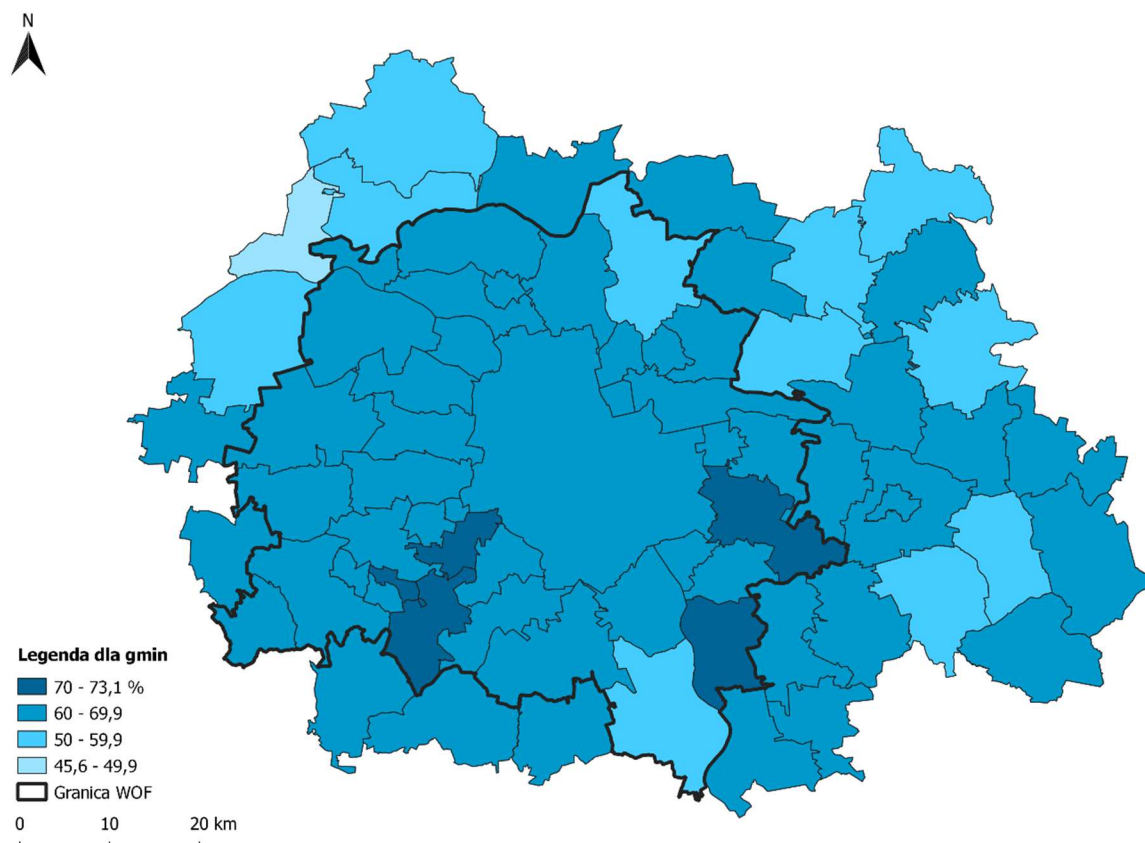 N
Legenda dla gmin
70 - 73,1 %
60 - 69,9
50 - 59,9
45,6 - 49,9
Granica WOF
0 10 20 km